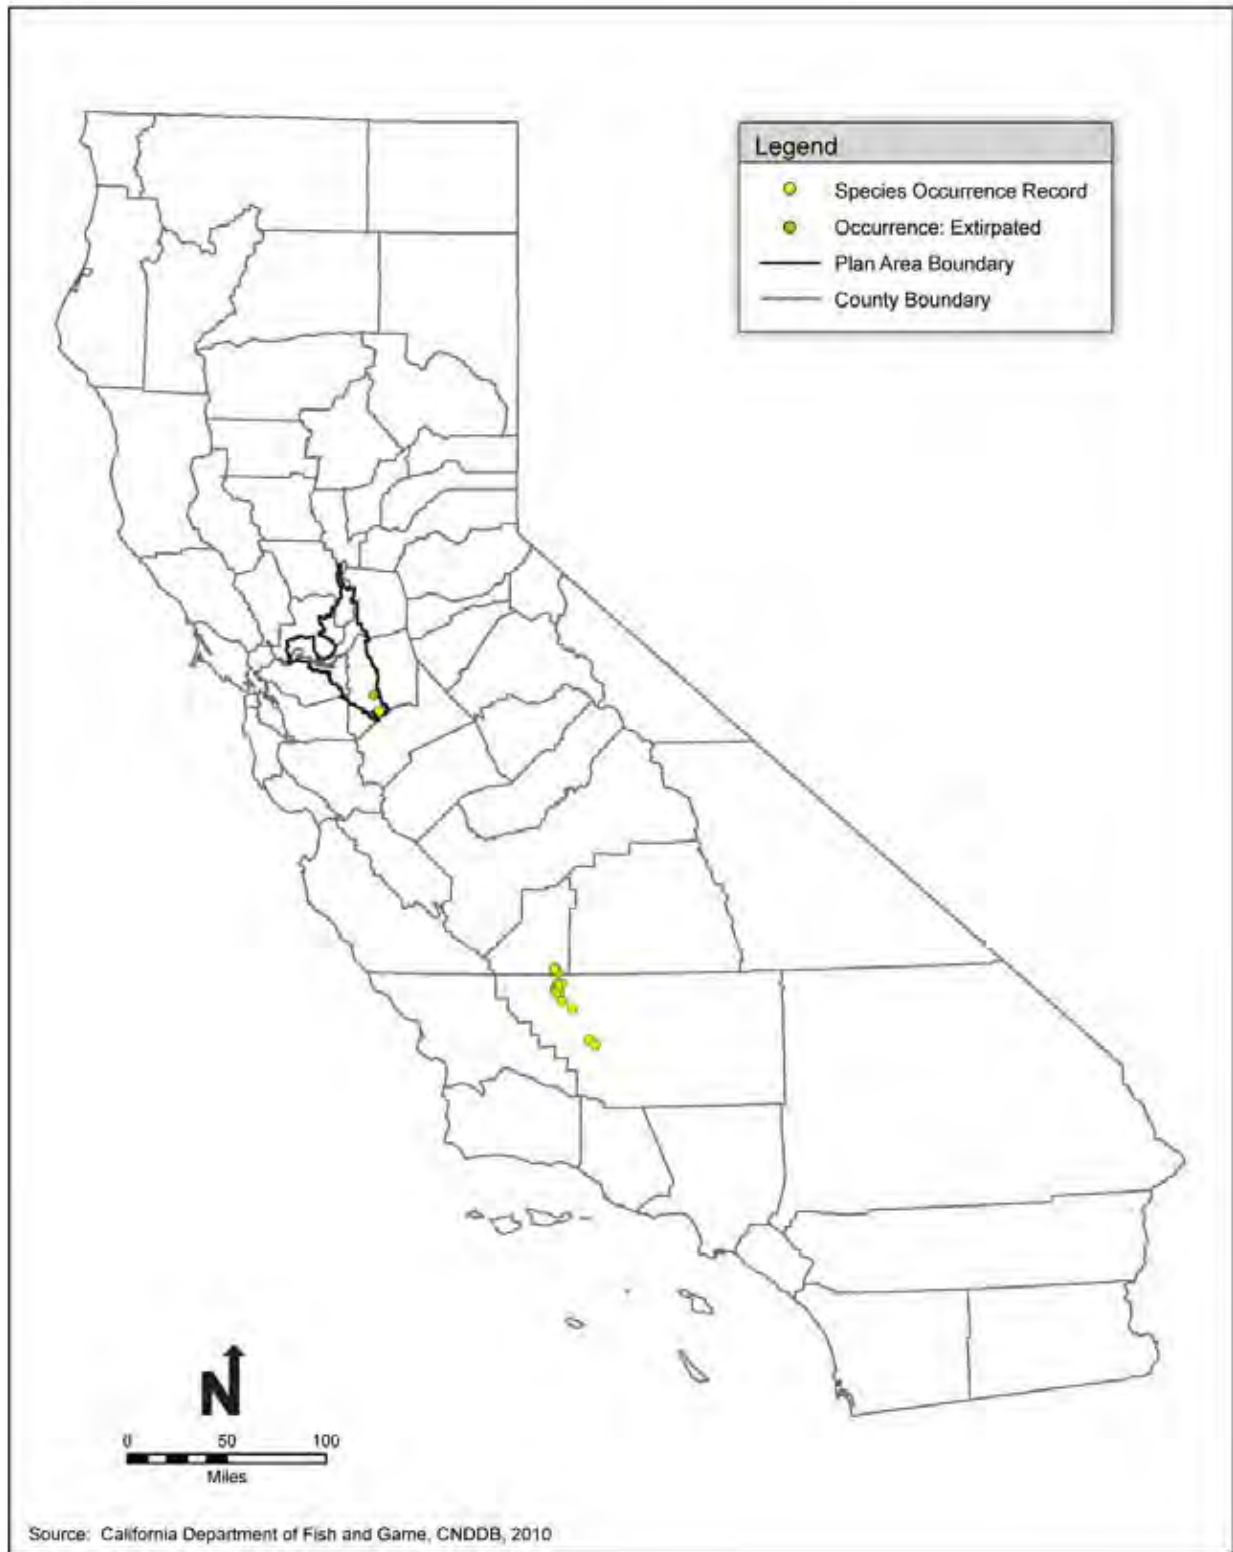 Legend
Species Occurrence Record
Occurrence: Extirpated
Plan Area Boundary
County Boundary
N
0 50 100
Miles
Source: California Department of Fish and Game, CNDDB, 2010